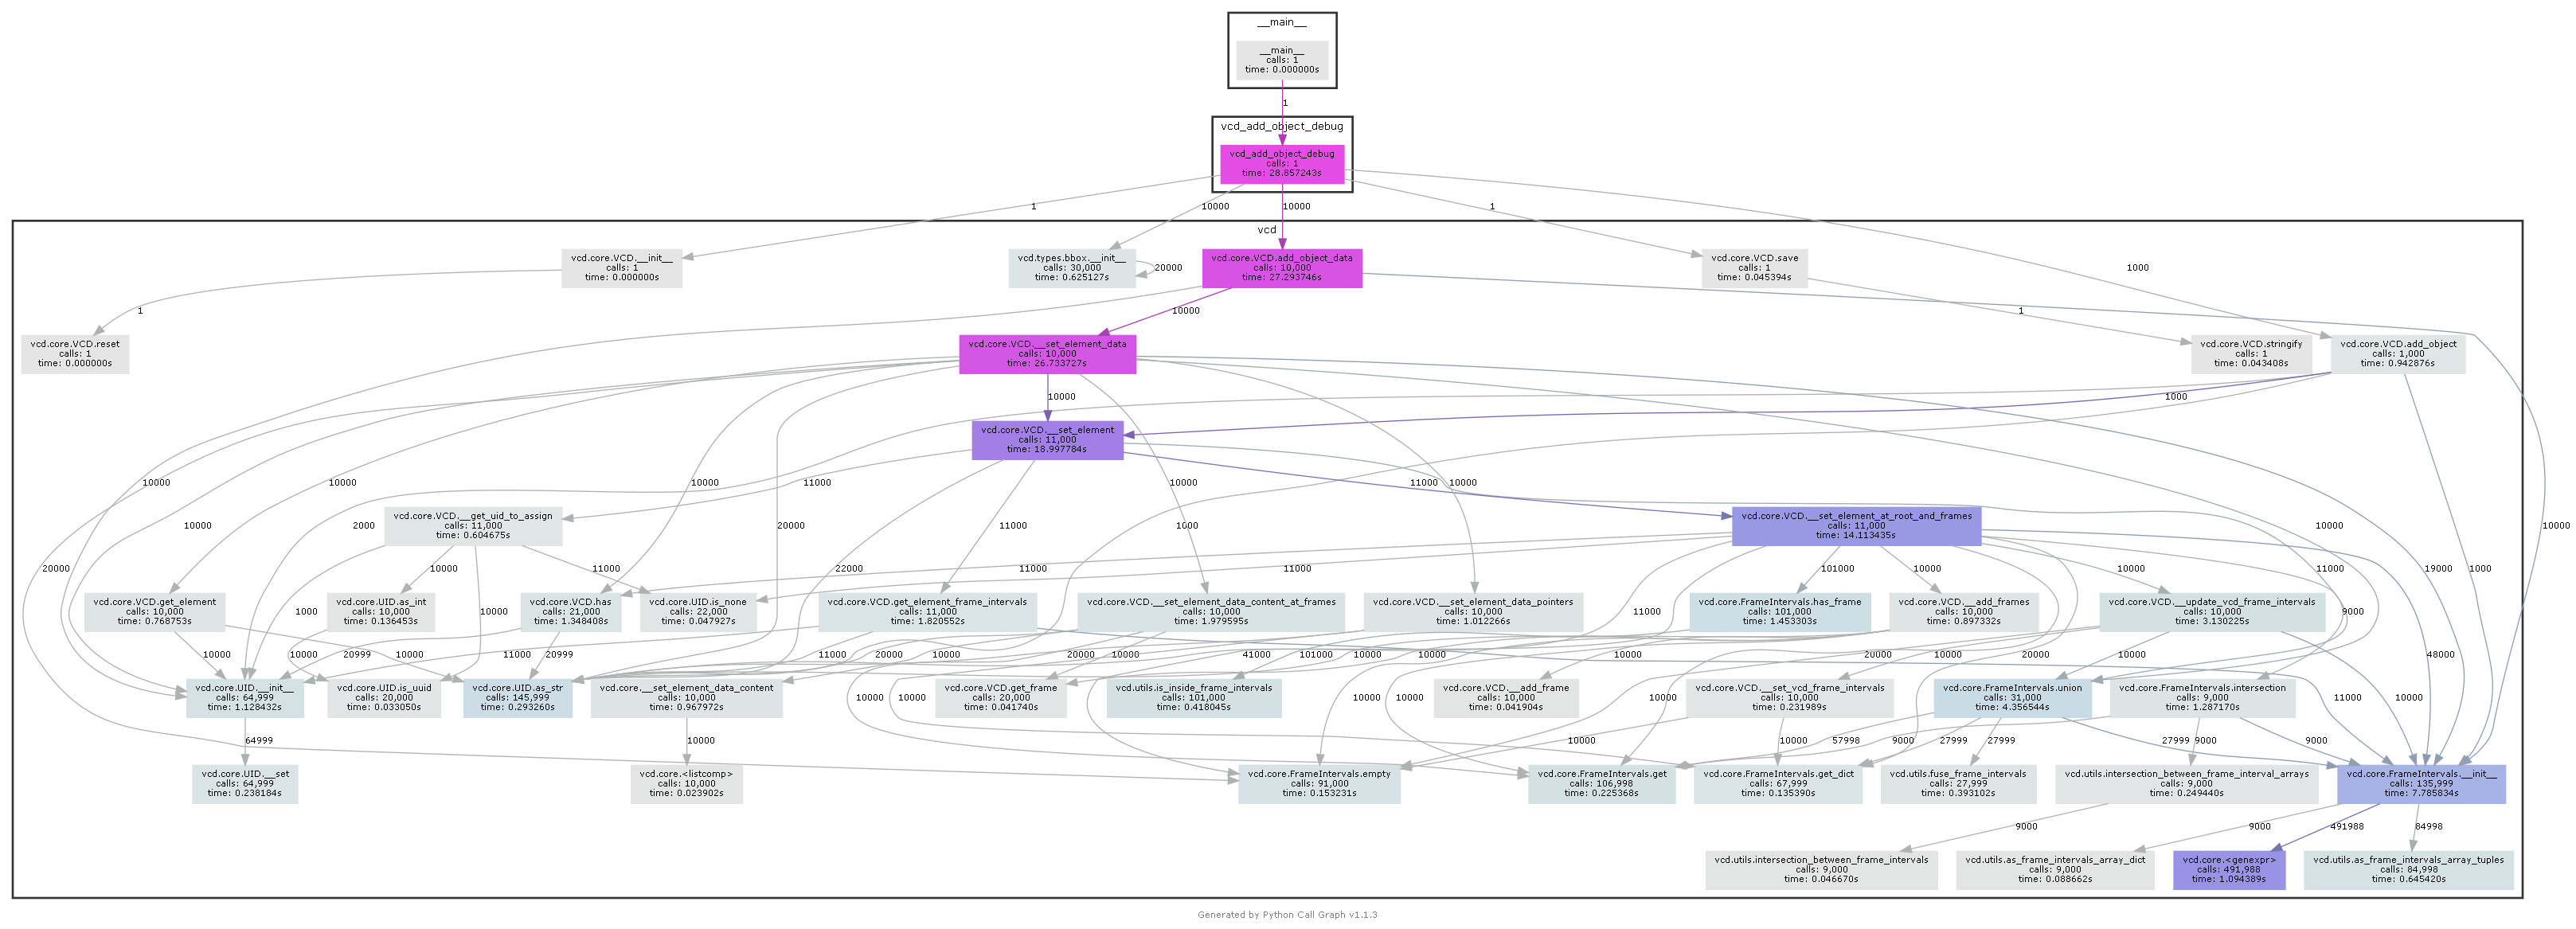 __main__
__main__
calls: 1
time: 0.000000s
1
vcd_add_object_debug
vcd_add_object_debug
calls: 1
time: 28.857243s
1
10000
10000
1
1000
vcd
vcd.core.VCD.__init__
calls: 1
time: 0.000000s
vcd.types.bbox.__init__
calls: 30,000
time: 0.625127s
20000
vcd.core.VCD.add_object_data
calls: 10,000
time: 27.293746s
vcd.core.VCD.save
calls: 1
time: 0.045394s
1
10000
1
vcd.core.VCD.reset
calls: 1
time: 0.000000s
vcd.core.VCD.__set_element_data
calls: 10,000
time: 26.733727s
vcd.core.VCD.stringify
calls: 1
time: 0.043408s
vcd.core.VCD.add_object
calls: 1,000
time: 0.942876s
10000
1000
vcd.core.VCD.__set_element
calls: 11,000
time: 18.997784s
10000
10000
11000
10000
10000
10000
11000
10000
2000
20000
11000
1000
10000
10000
vcd.core.VCD.__get_uid_to_assign
calls: 11,000
time: 0.604675s
vcd.core.VCD.__set_element_at_root_and_frames
calls: 11,000
time: 14.113435s
20000
10000
11000
22000
11000
11000
101000
10000
10000
11000
19000
1000
vcd.core.VCD.get_element
calls: 10,000
time: 0.768753s
vcd.core.UID.as_int
calls: 10,000
time: 0.136453s
vcd.core.VCD.has
calls: 21,000
time: 1.348408s
vcd.core.UID.is_none
calls: 22,000
time: 0.047927s
vcd.core.VCD.get_element_frame_intervals
calls: 11,000
time: 1.820552s
vcd.core.VCD.__set_element_data_content_at_frames
calls: 10,000
time: 1.979595s
vcd.core.VCD.__set_element_data_pointers
calls: 10,000
time: 1.012266s
vcd.core.FrameIntervals.has_frame
calls: 101,000
time: 1.453303s
vcd.core.VCD.__add_frames
calls: 10,000
time: 0.897332s
vcd.core.VCD.__update_vcd_frame_intervals
calls: 10,000
time: 3.130225s
1000
10000
11000
9000
10000
10000
10000
20999
20999
11000
11000
20000
10000
20000
10000
41000
101000
10000
10000
10000
20000
10000
20000
10000
48000
vcd.core.UID.__init__
calls: 64,999
time: 1.128432s
vcd.core.UID.is_uuid
calls: 20,000
time: 0.033050s
vcd.core.UID.as_str
calls: 145,999
time: 0.293260s
vcd.core.__set_element_data_content
calls: 10,000
time: 0.967972s
vcd.core.VCD.get_frame
calls: 20,000
time: 0.041740s
vcd.utils.is_inside_frame_intervals
calls: 101,000
time: 0.418045s
vcd.core.VCD.__add_frame
calls: 10,000
time: 0.041904s
vcd.core.VCD.__set_vcd_frame_intervals
calls: 10,000
time: 0.231989s
vcd.core.FrameIntervals.union
calls: 31,000
time: 4.356544s
vcd.core.FrameIntervals.intersection
calls: 9,000
time: 1.287170s
10000
10000
10000
10000
10000
11000
10000
64999
10000
10000
10000
57998
27999
27999
9000
9000
27999
9000
vcd.core.UID.__set
calls: 64,999
time: 0.238184s
vcd.core.<listcomp>
calls: 10,000
time: 0.023902s
vcd.core.FrameIntervals.empty
calls: 91,000
time: 0.153231s
vcd.core.FrameIntervals.get
calls: 106,998
time: 0.225368s
vcd.core.FrameIntervals.get_dict
calls: 67,999
time: 0.135390s
vcd.utils.fuse_frame_intervals
calls: 27,999
time: 0.393102s
vcd.utils.intersection_between_frame_interval_arrays
calls: 9,000
time: 0.249440s
vcd.core.FrameIntervals.__init__
calls: 135,999
time: 7.785834s
9000
9000
491988
84998
vcd.utils.intersection_between_frame_intervals
calls: 9,000
time: 0.046670s
vcd.utils.as_frame_intervals_array_dict
calls: 9,000
time: 0.088662s
vcd.core.<genexpr>
calls: 491,988
time: 1.094389s
vcd.utils.as_frame_intervals_array_tuples
calls: 84,998
time: 0.645420s
Generated by Python Call Graph v1.1.3